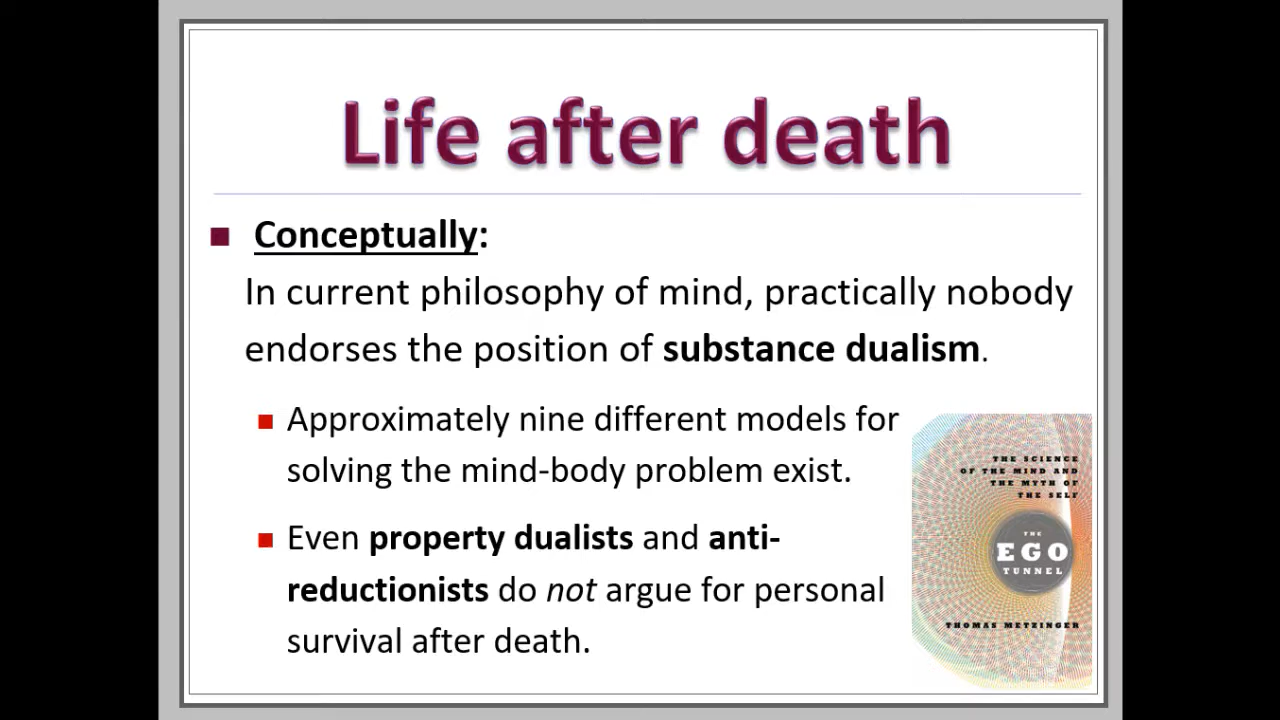 Life after death
Conceptually:
In current philosophy of mind, practically nobody
endorses the position of substance dualism.
Approximately nine different models for
solving the mind-body problem exist.
Even property dualists and anti-
reductionists do not argue for personal
survival after death.
THE SCIENCE
OF THE MIND AND
THE MYTH OF
THE SELF
THE
EGO
TUNNEL
THOMAS METZINGER